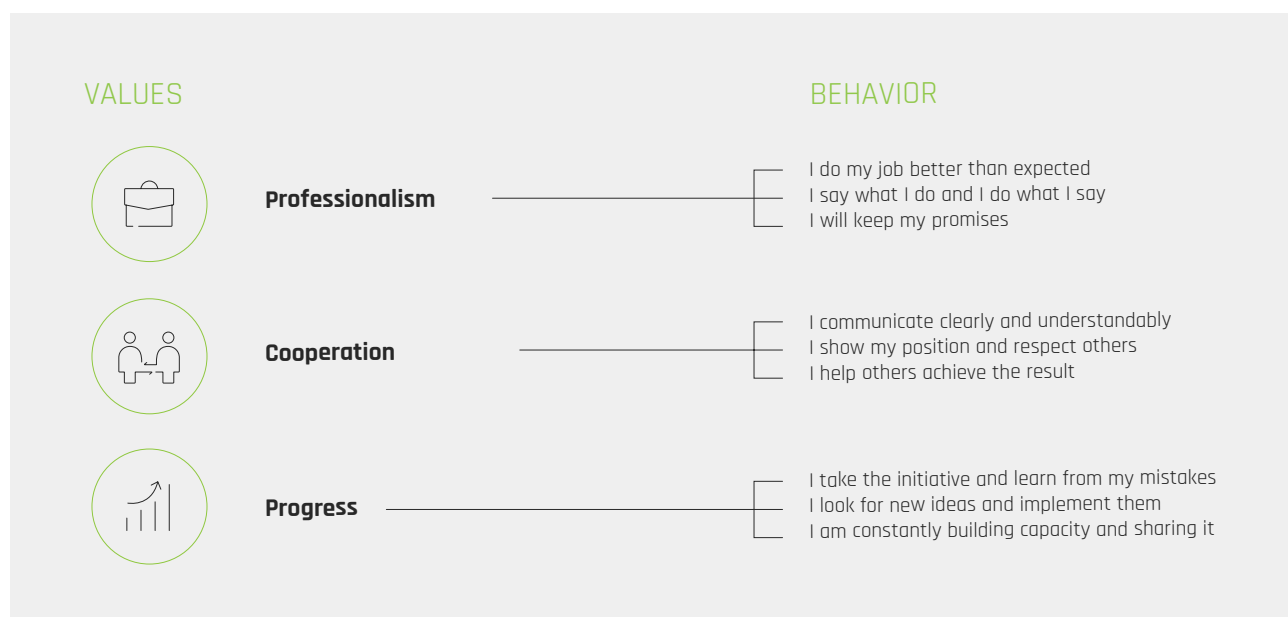 VALUES
BEHAVIOR
Professionalism
I do my job better than expected
I say what I do and I do what I say
I will keep my promises
Cooperation
I communicate clearly and understandably
I show my position and respect others
I help others achieve the result
Progress
I take the initiative and learn from my mistakes
I look for new ideas and implement them
I am constantly building capacity and sharing it